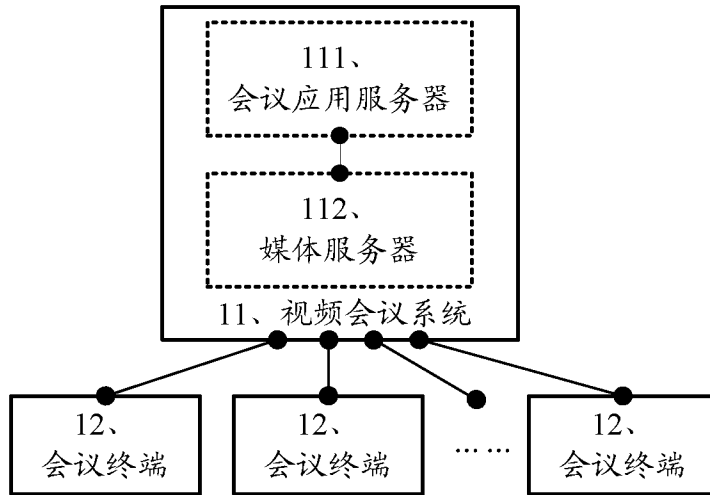 111、
会议应用服务器
112、
媒体服务器
11、视频会议系统
12、
会议终端
12、
会议终端
… …
12、
会议终端